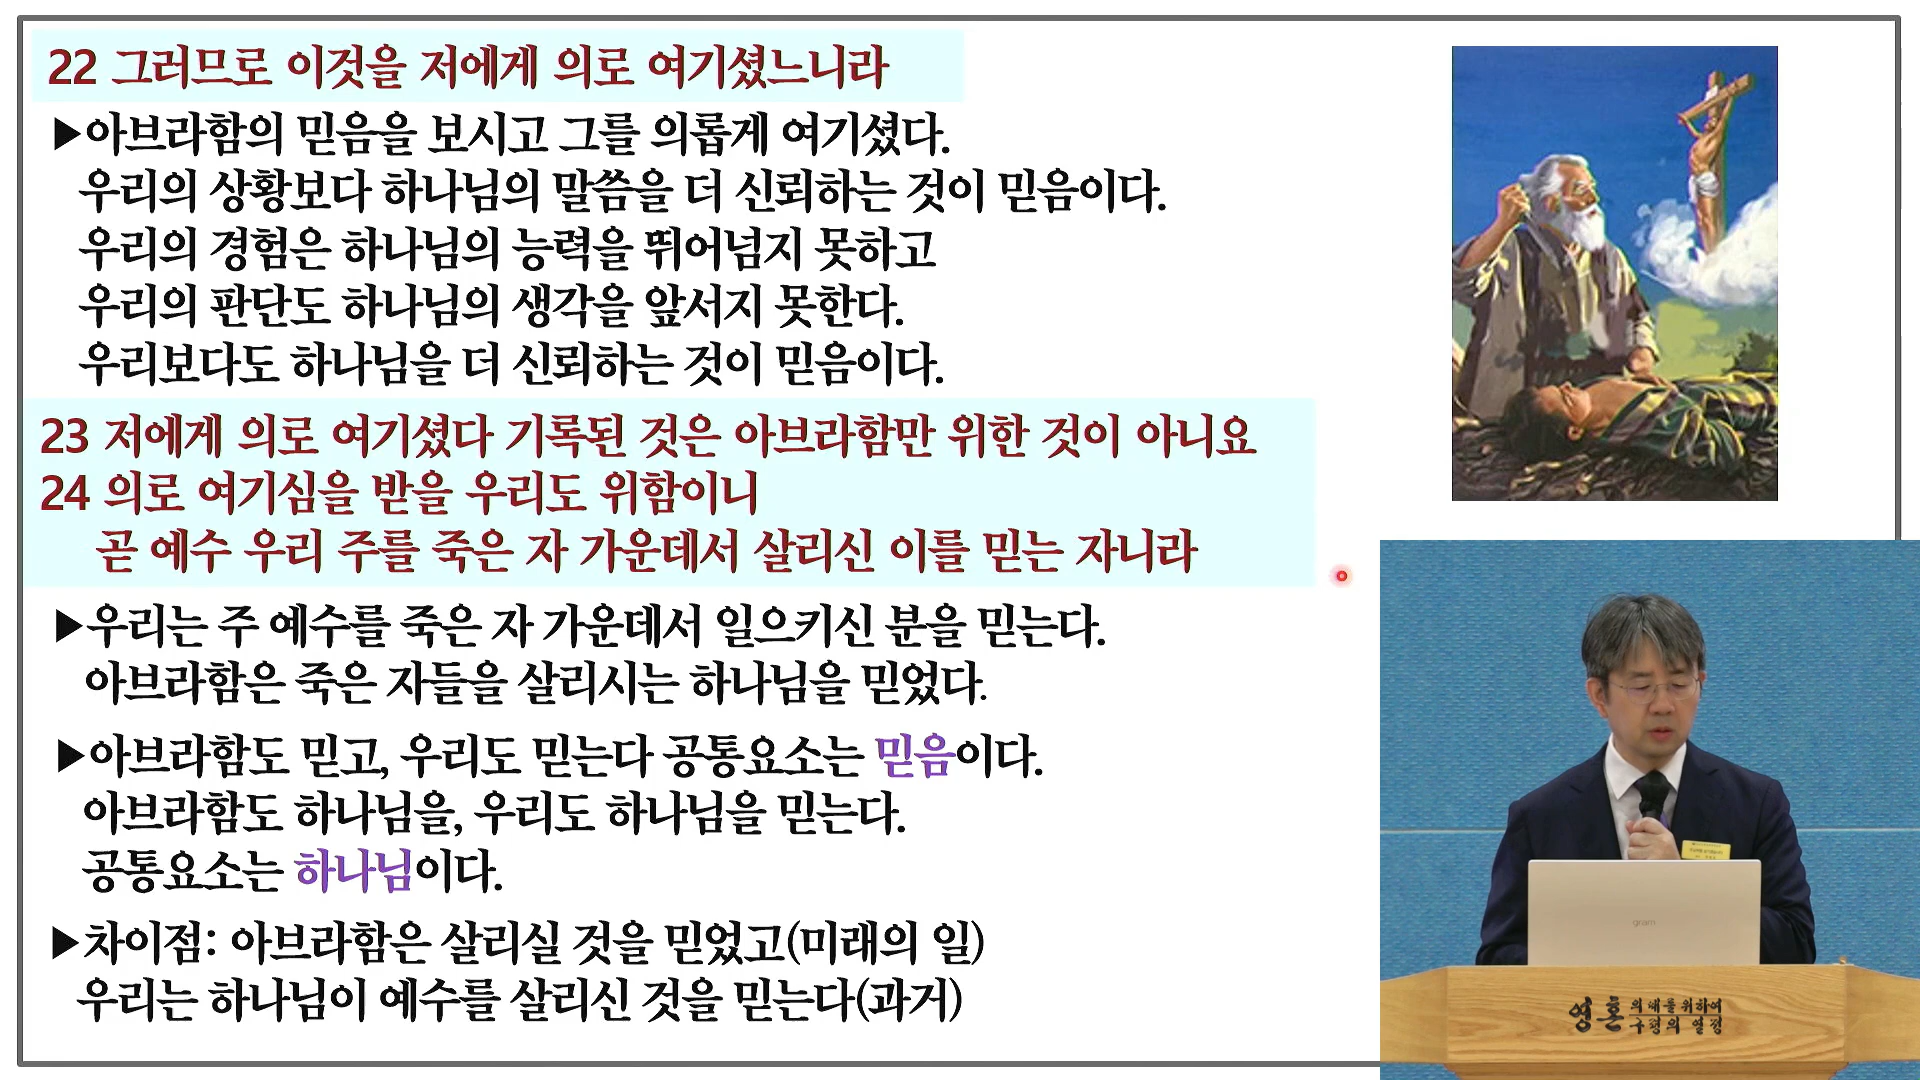 22 그러므로 이것을 저에게 의로 여기셨느니라
▶아브라함의 믿음을 보시고 그를 의롭게 여기셨다.
우리의 상황보다 하나님의 말씀을 더 신뢰하는 것이 믿음이다.
우리의 경험은 하나님의 능력을 뛰어넘지 못하고
우리의 판단도 하나님의 생각을 앞서지 못한다.
우리보다도 하나님을 더 신뢰하는 것이 믿음이다.
23 저에게 의로 여기셨다 기록된 것은 아브라함만 위한 것이 아니요
24 의로 여기심을 받을 우리도 위함이니
곧 예수 우리 주를 죽은 자 가운데서 살리신 이를 믿는 자니라
▶우리는 주 예수를 죽은 자 가운데서 일으키신 분을 믿는다.
아브라함은 죽은 자들을 살리시는 하나님을 믿었다.
▶아브라함도 믿고, 우리도 믿는다 공통요소는 믿음이다.
아브라함도 하나님을, 우리도 하나님을 믿는다.
공통요소는 하나님이다.
▶차이점: 아브라함은 살리실 것을 믿었고(미래의 일)
우리는 하나님이 예수를 살리신 것을 믿는다(과거)
gram
영혼 의 때를 위하여
구령의 열정